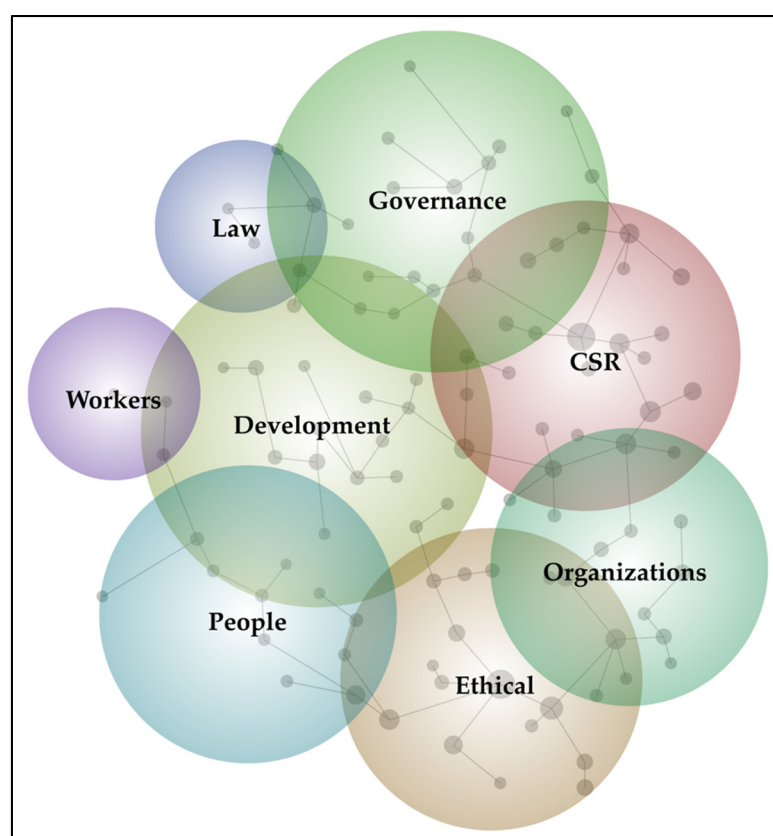 Governance
Law
CSR
Workers
Development
Organizations
People
Ethical